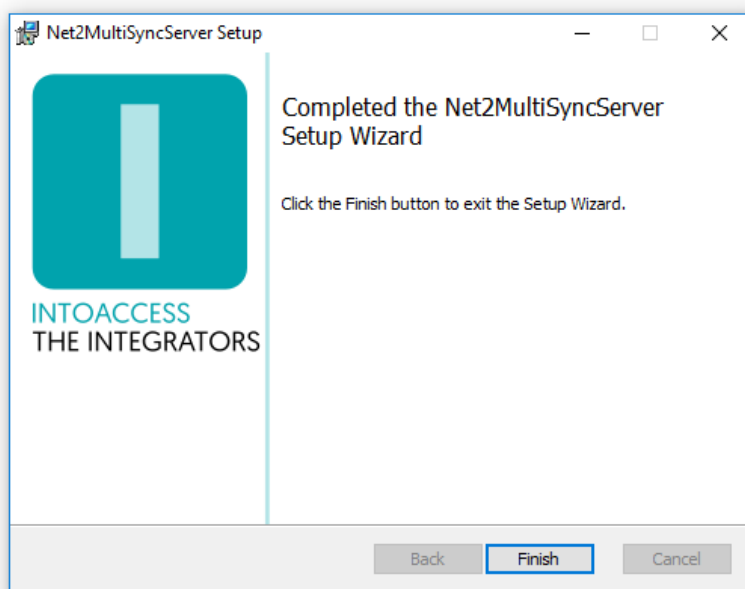 Net2MultiSyncServer Setup
Completed the Net2MultiSyncServer
Setup Wizard
Click the Finish button to exit the Setup Wizard.
INTOACCESS
THE INTEGRATORS
Back
Finish
Cancel